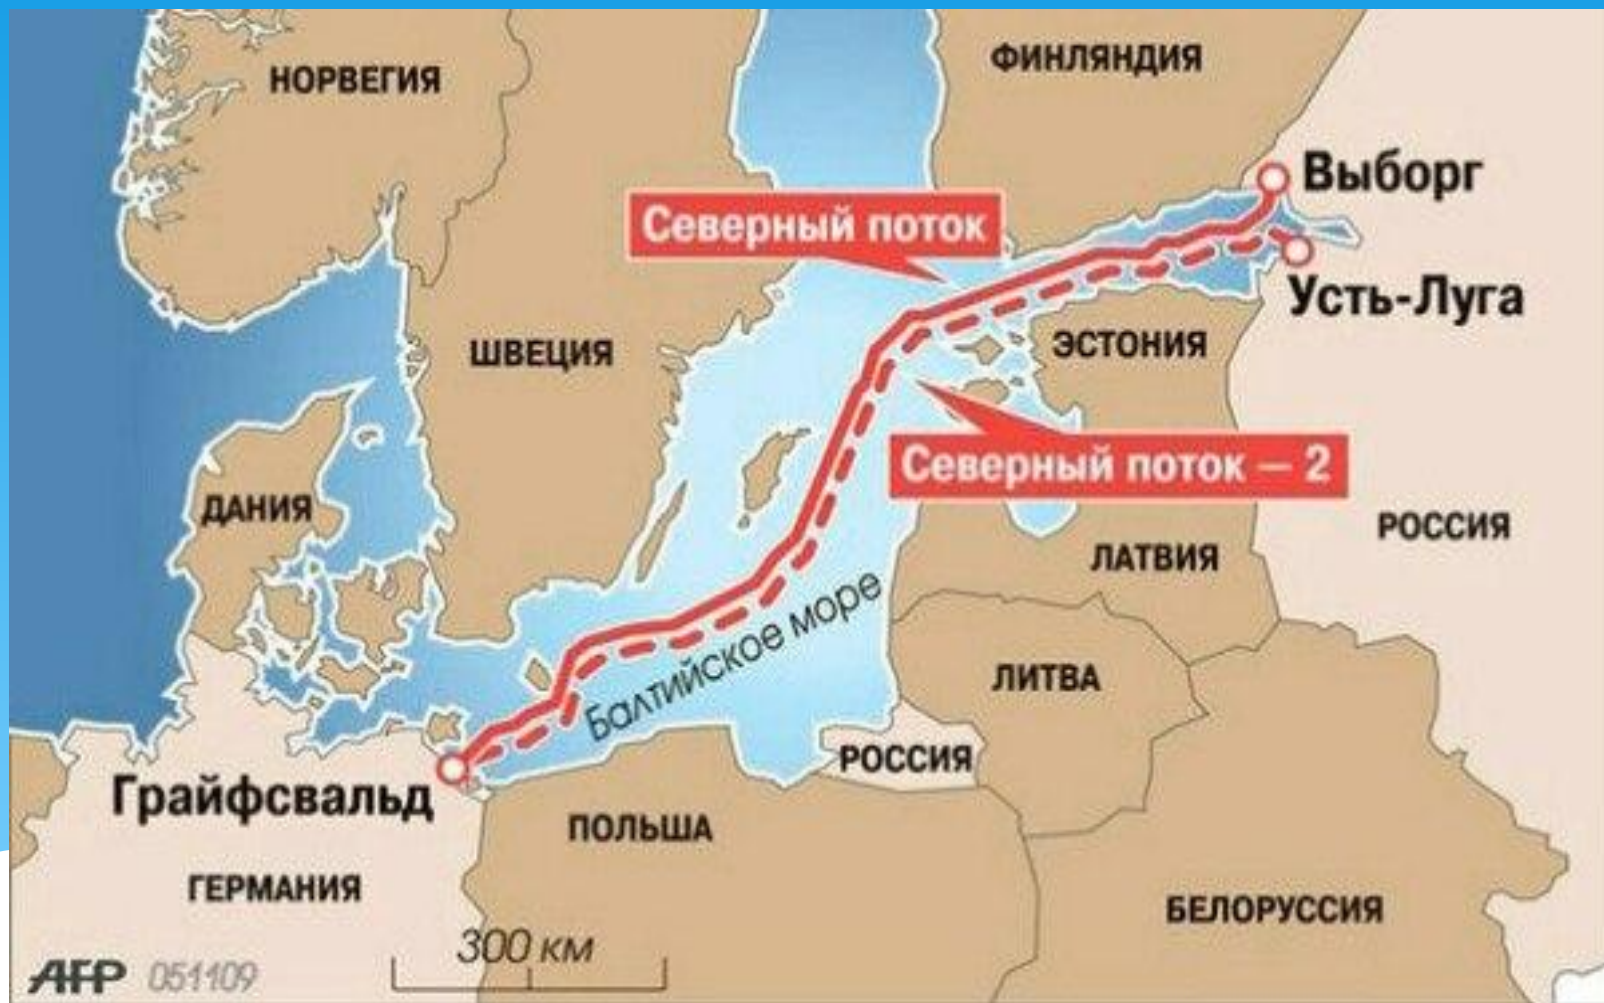 НОРВЕГИЯ
ФИНЛЯНДИЯ
Выборг
Северный поток
Усть-Луга
ШВЕЦИЯ
ЭСТОНИЯ
Северный поток — 2
ДАНИЯ
РОССИЯ
ЛАТВИЯ
Балтийское море
ЛИТВА
РОССИЯ
Грайфсвальд
ПОЛЬША
ГЕРМАНИЯ
БЕЛОРУССИЯ
300 км
AFP 051109